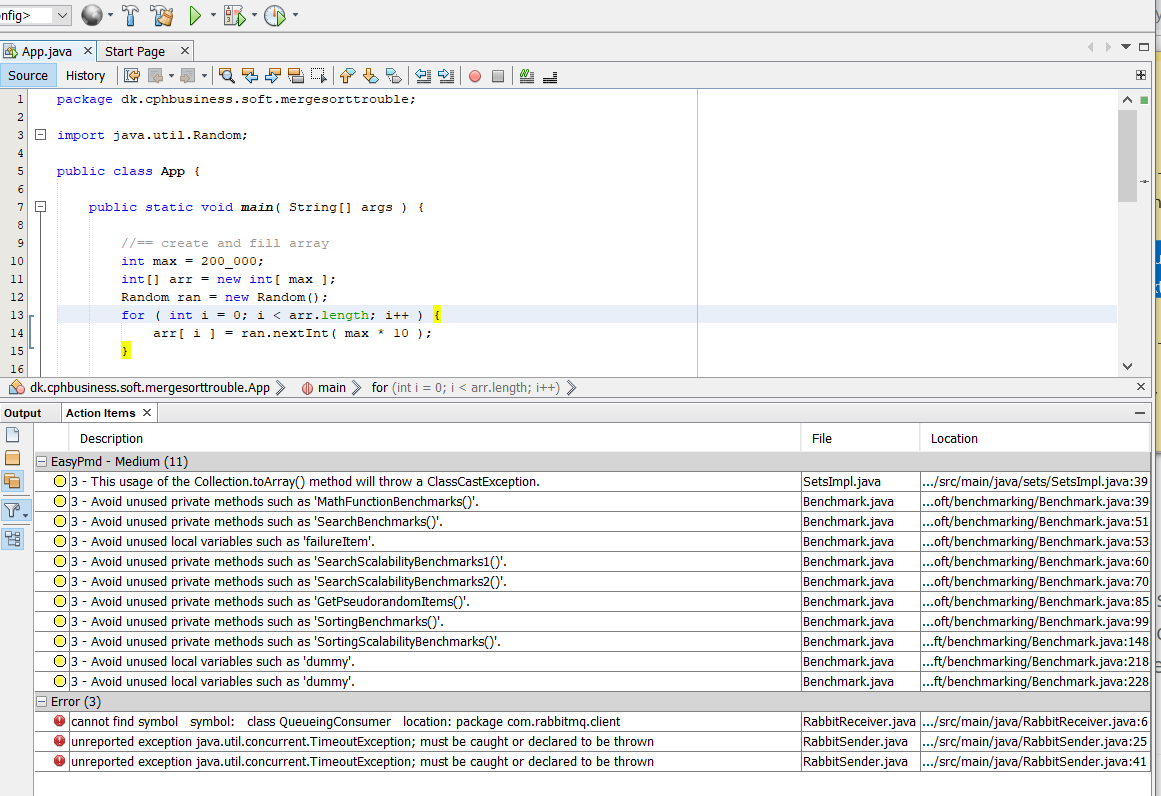 nfig>
App.java
Start Page
Source
History
1 package dk.cphbusiness.soft.mergesorttrouble;
2
3 import java.util.Random;
4
5 public class App {
6
7 public static void main( String[] args ) {
8
9 //== create and fill array
10 int max = 200_000;
11 int[] arr = new int[ max ];
12 Random ran = new Random();
13 for ( int i = 0; i < arr.length; i++ ) {
14 arr[ i ] = ran.nextInt( max * 10 );
15 }
16
dk.cphbusiness.soft.mergesorttrouble.App main for (int i = 0; i < arr.length; i++)
Output
Action Items
Description File Location
EasyPmd - Medium (11)
3 - This usage of the Collection.toArray() method will throw a ClassCastException. SetsImpl.java .../src/main/java/sets/SetsImpl.java:39
3 - Avoid unused private methods such as 'MathFunctionBenchmarks()'. Benchmark.java ...oft/benchmarking/Benchmark.java:39
3 - Avoid unused private methods such as 'SearchBenchmarks()'. Benchmark.java ...oft/benchmarking/Benchmark.java:51
3 - Avoid unused local variables such as 'failureItem'. Benchmark.java ...oft/benchmarking/Benchmark.java:53
3 - Avoid unused private methods such as 'SearchScalabilityBenchmarks1()'. Benchmark.java ...oft/benchmarking/Benchmark.java:60
3 - Avoid unused private methods such as 'SearchScalabilityBenchmarks2()'. Benchmark.java ...oft/benchmarking/Benchmark.java:70
3 - Avoid unused private methods such as 'GetPseudorandomItems()'. Benchmark.java ...oft/benchmarking/Benchmark.java:85
3 - Avoid unused private methods such as 'SortingBenchmarks()'. Benchmark.java ...oft/benchmarking/Benchmark.java:99
3 - Avoid unused private methods such as 'SortingScalabilityBenchmarks()'. Benchmark.java ...ft/benchmarking/Benchmark.java:148
3 - Avoid unused local variables such as 'dummy'. Benchmark.java ...ft/benchmarking/Benchmark.java:218
3 - Avoid unused local variables such as 'dummy'. Benchmark.java ...ft/benchmarking/Benchmark.java:228
Error (3)
cannot find symbol symbol: class QueueingConsumer location: package com.rabbitmq.client RabbitReceiver.java .../src/main/java/RabbitReceiver.java:6
unreported exception java.util.concurrent.TimeoutException; must be caught or declared to be thrown RabbitSender.java .../src/main/java/RabbitSender.java:25
unreported exception java.util.concurrent.TimeoutException; must be caught or declared to be thrown RabbitSender.java .../src/main/java/RabbitSender.java:41